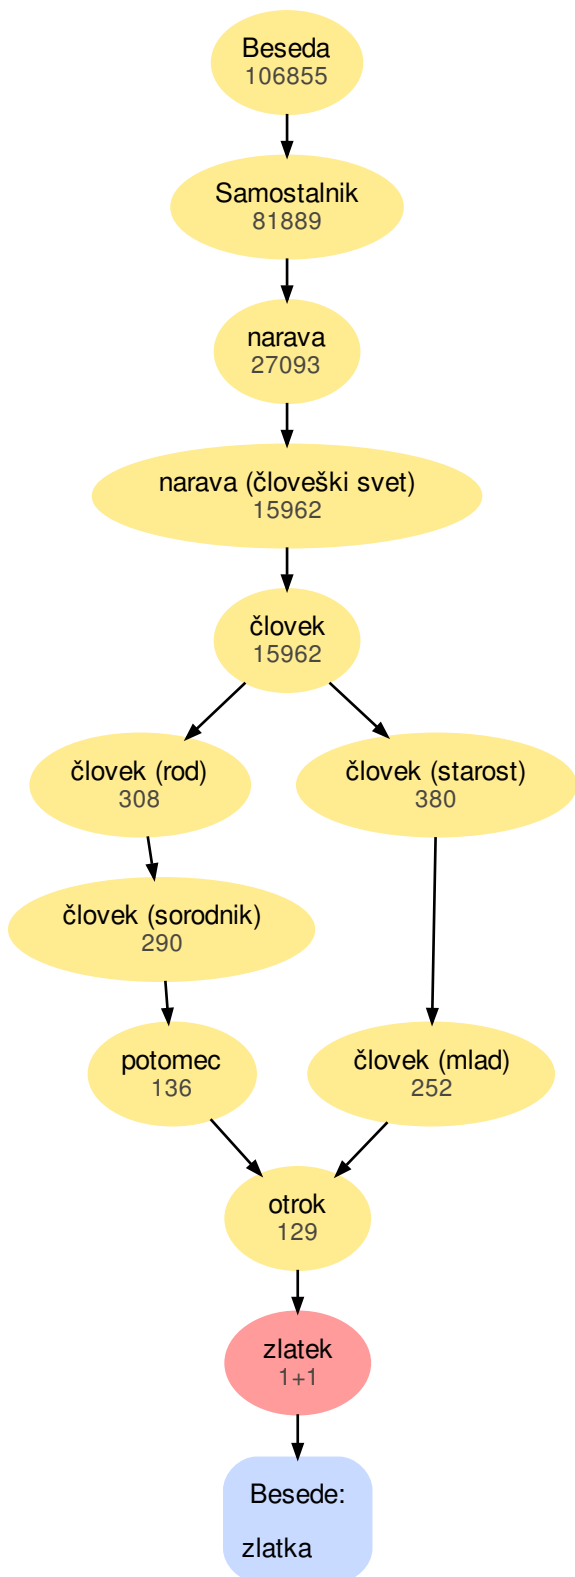 Beseda
106855
Samostalnik
81889
narava
27093
narava (človeški svet)
15962
človek
15962
človek (rod)
308
človek (starost)
380
človek (sorodnik)
290
potomec
136
človek (mlad)
252
otrok
129
zlatek
1+1
Besede:
zlatka